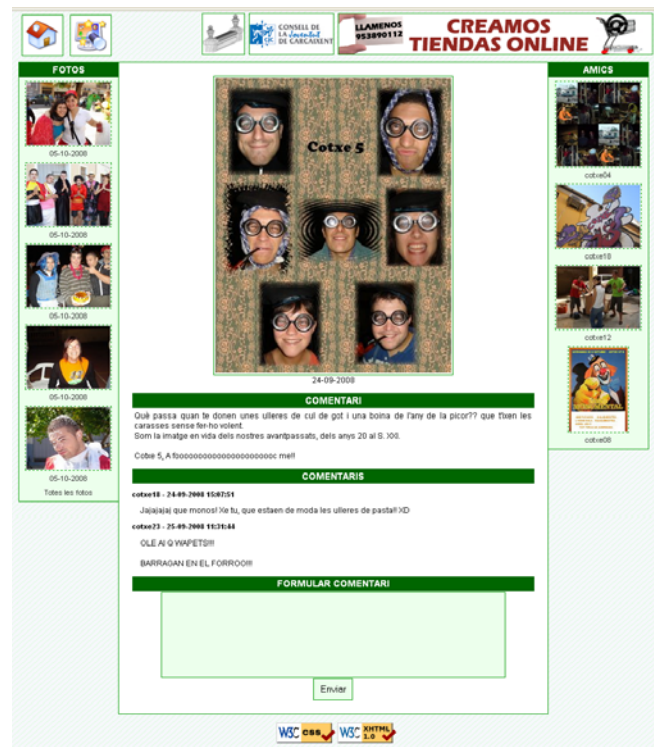 CONSELL DE
LA Joventut
DE CARCAIXENT
LLAMENOS
953890112
CREAMOS
TIENDAS ONLINE
FOTOS
05-10-2008
05-10-2008
05-10-2008
05-10-2008
05-10-2008
Totes les fotos
Cotxe 5
24-09-2008
COMENTARI
Què passa quan te donen unes ulleres de cul de got i una boina de l'any de la picor?? que t'ixen les
carasses sense fer-ho volent.
Som la imatge en vida dels nostres avantpassats, dels anys 20 al S. XXI.
Cotxe 5, A fooooooooooooooooooooc me!!
COMENTARIS
cotxe18 - 24-09-2008 15:07:51
Jajajajaj que monos! Xe tu, que estaen de moda les ulleres de pasta!! XD
cotxe23 - 25-09-2008 11:31:44
OLE AI Q WAPETS!!!!
BARRAGAN EN EL FORROO!!!!
FORMULAR COMENTARI
Enviar
AMICS
cotxe04
cotxe18
cotxe12
MENTAL
cotxe08
W3C css
W3C XHTML 1.0